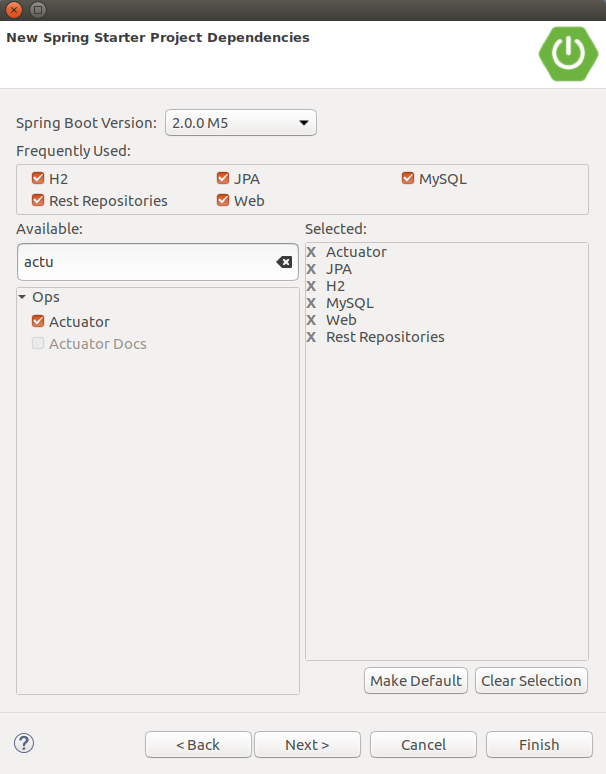 New Spring Starter Project Dependencies
Spring Boot Version: 2.0.0 M5
Frequently Used:
H2 JPA MySQL
Rest Repositories Web
Available: Selected:
actu
Ops
Actuator
Actuator Docs
X Actuator
X JPA
X H2
X MySQL
X Web
X Rest Repositories
Make Default Clear Selection
? < Back Next > Cancel Finish